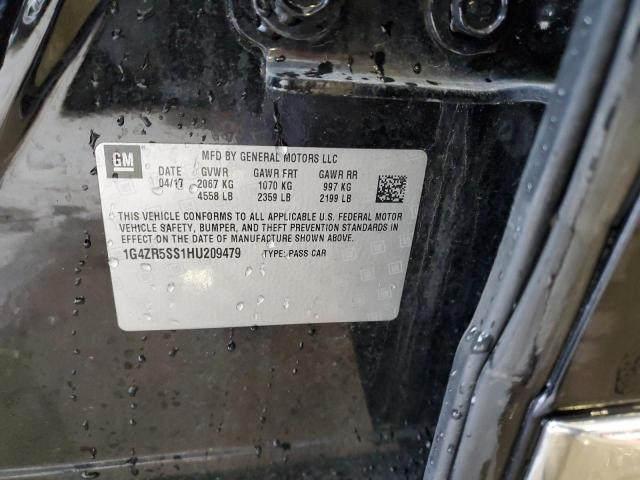 GM
MFD BY GENERAL MOTORS LLC
DATE GVWR GAWR FRT GAWR RR
04/17 2067 KG 1070 KG 997 KG
4558 LB 2359 LB 2199 LB
THIS VEHICLE CONFORMS TO ALL APPLICABLE U.S. FEDERAL MOTOR
VEHICLE SAFETY, BUMPER, AND THEFT PREVENTION STANDARDS IN
EFFECT ON THE DATE OF MANUFACTURE SHOWN ABOVE.
1G4ZR5SS1HU209479 TYPE: PASS CAR